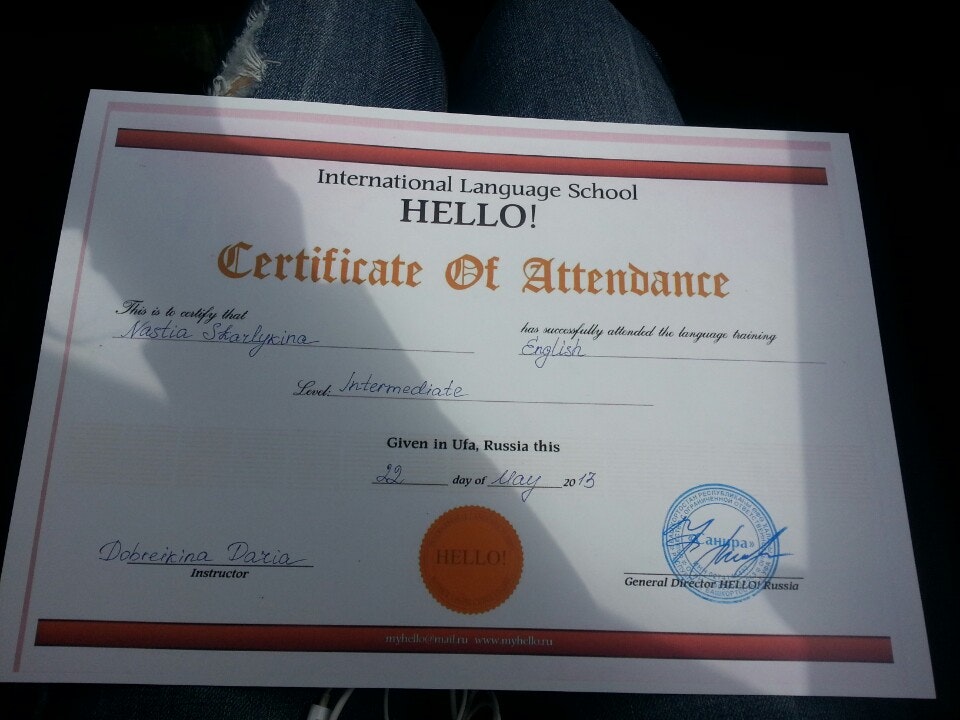 International Language School
HELLO!
Certificate Of Attendance
This is to certify that
Nastia Skarlykina
has successfully attended the language training
English
Level: Intermediate
Given in Ufa, Russia this
22 day of May 2013
Dobreikina Daria
Instructor
HELLO!
«Санира»
General Director HELLO! Russia
myhello@mail.ru www.myhello.ru